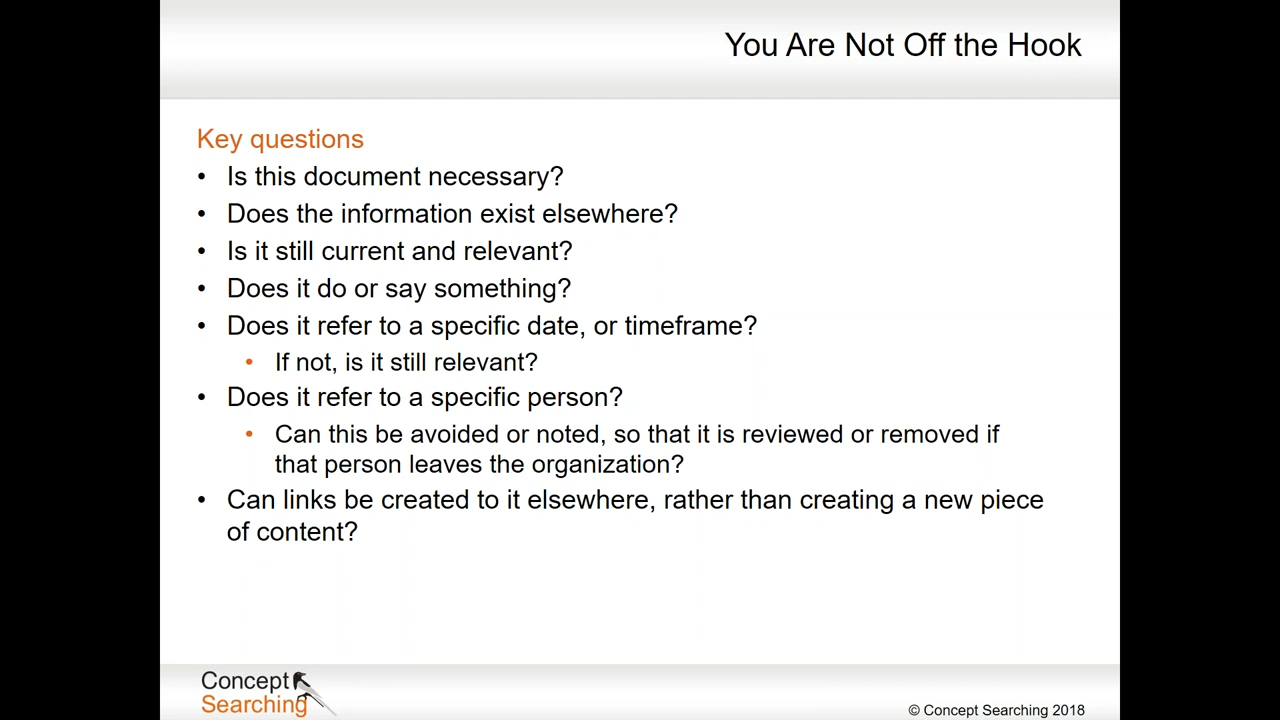 You Are Not Off the Hook
Key questions
• Is this document necessary?
• Does the information exist elsewhere?
• Is it still current and relevant?
• Does it do or say something?
• Does it refer to a specific date, or timeframe?
• If not, is it still relevant?
• Does it refer to a specific person?
• Can this be avoided or noted, so that it is reviewed or removed if
that person leaves the organization?
• Can links be created to it elsewhere, rather than creating a new piece
of content?
Concept
Searching
© Concept Searching 2018